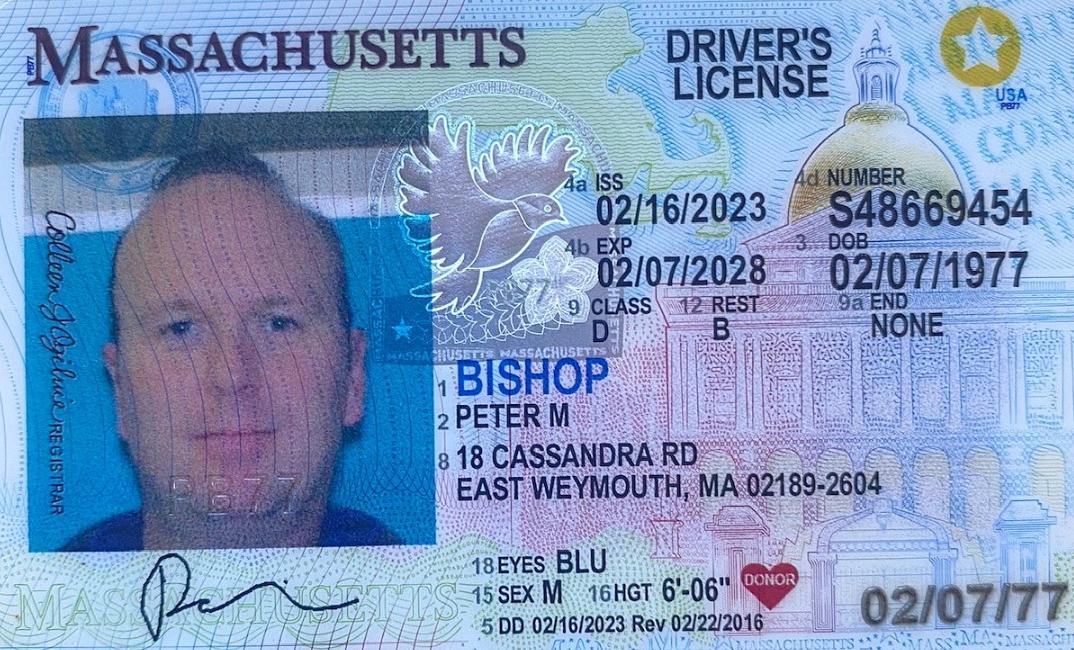 MASSACHUSETTS
DRIVER'S
LICENSE
USA
PB77
4a ISS
02/16/2023
4d NUMBER
S48669454
4b EXP
02/07/2028
3. DOB
02/07/1977
9 CLASS
D
12 REST
B
9a END
NONE
MASSACHUSETTS MASSACHUSETTS
1 BISHOP
2 PETER M
8 18 CASSANDRA RD
EAST WEYMOUTH, MA 02189-2604
REGISTRAR
PB77
18 EYES BLU
15 SEX M 16 HGT 6'-06"
DONOR
5 DD 02/16/2023 Rev 02/22/2016
02/07/77
MASSACHUSETTS